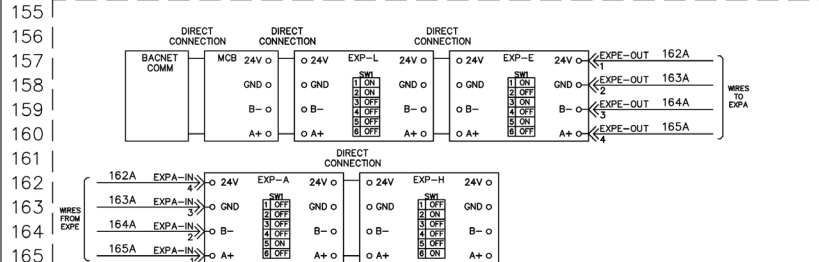 155
156
DIRECT CONNECTION DIRECT CONNECTION DIRECT CONNECTION
157 BACNET COMM MCB 24V 24V EXP-L 24V 24V EXP-E 24V EXPE-OUT 162A
1
SW1 SW1
158 GND GND 1 ON GND GND 1 ON GND EXPE-OUT 163A
2 ON 2 OFF
2
159 B- B- 3 OFF B- B- 3 ON B- EXPE-OUT 164A
4 OFF 4 OFF
3
160 A+ A+ 5 OFF A+ A+ 5 OFF A+ EXPE-OUT 165A
6 OFF 6 OFF
4
WIRES TO EXPA
161
DIRECT CONNECTION
162 162A EXPA-IN 24V EXP-A 24V 24V EXP-H 24V
4
SW1 SW1
163 163A EXPA-IN GND 1 OFF GND GND 1 OFF GND
2 OFF 2 OFF
3
164 164A EXPA-IN B- 3 OFF B- B- 3 OFF B-
4 OFF 4 OFF
2
165 165A EXPA-IN A+ 5 ON A+ A+ 5 OFF A+
6 OFF 6 ON
1
WIRES FROM EXPE